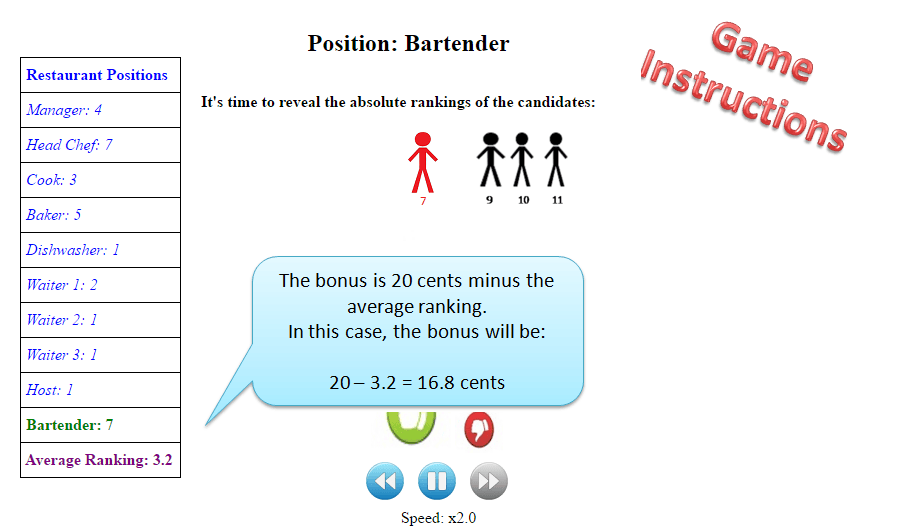 Position: Bartender
Game
Instructions
Restaurant Positions
Manager: 4
Head Chef: 7
Cook: 3
Baker: 5
Dishwasher: 1
Waiter 1: 2
Waiter 2: 1
Waiter 3: 1
Host: 1
Bartender: 7
Average Ranking: 3.2
It's time to reveal the absolute rankings of the candidates:
7 9 10 11
The bonus is 20 cents minus the
average ranking.
In this case, the bonus will be:
20 – 3.2 = 16.8 cents
Speed: x2.0